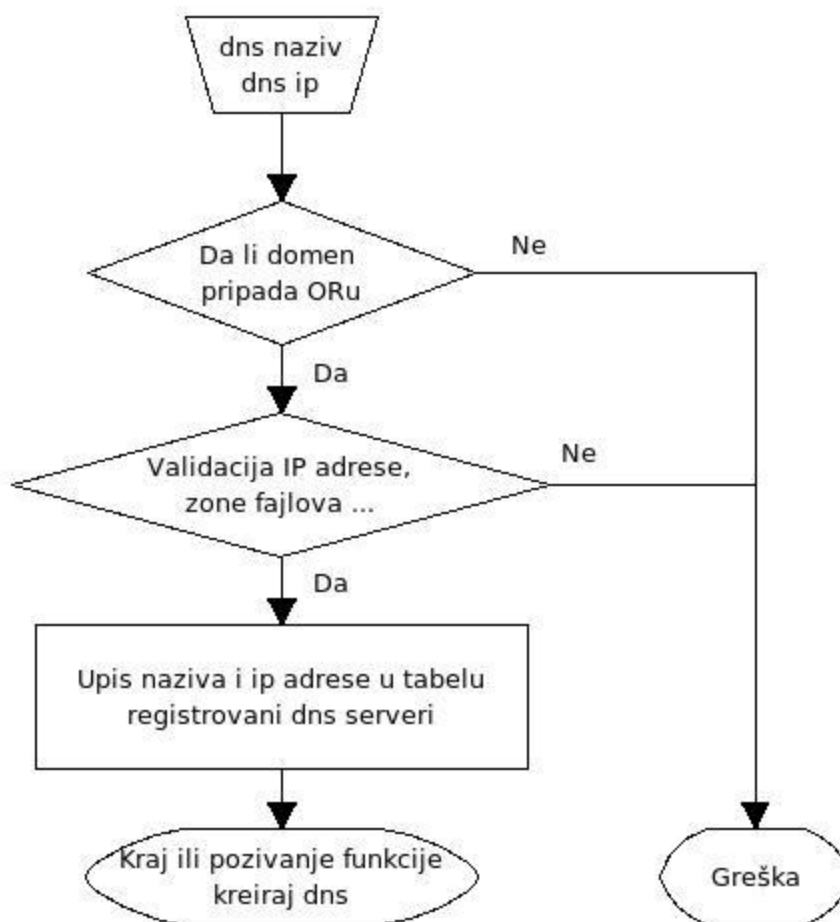 dns naziv
dns ip
Da li domen
pripada ORu
Ne
Da
Validacija IP adrese,
zone fajlova ...
Ne
Da
Upis naziva i ip adrese u tabelu
registrovani dns serveri
Kraj ili pozivanje funkcije
kreiraj dns
Greška